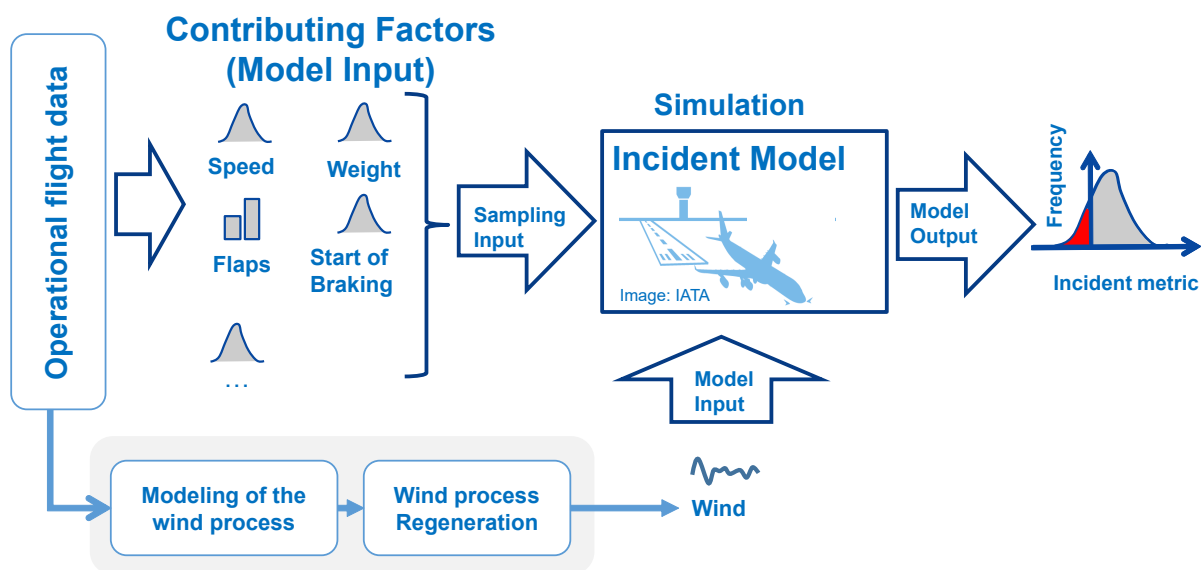 Operational flight data
Contributing Factors
(Model Input)
Speed
Weight
Flaps
Start of
Braking
...
Sampling
Input
Simulation
Incident Model
Image: IATA
Model
Output
Frequency
Incident metric
Model
Input
Modeling of the
wind process
Wind process
Regeneration
Wind